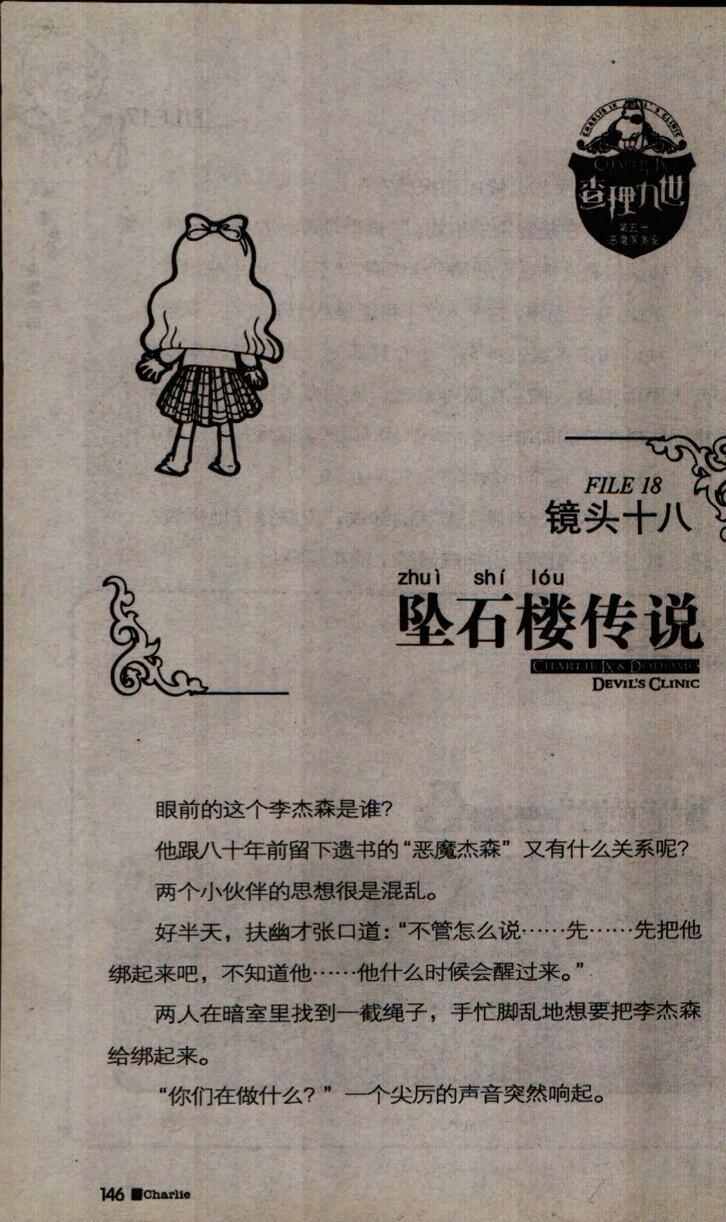 CHARLIE IX
查理九世
FILE 18
镜头十八
zhuì shí lóu
坠石楼传说
CHARLIE IX & DODOMO
DEVIL'S CLINIC
眼前的这个李杰森是谁?
他跟八十年前留下遗书的“恶魔杰森”又有什么关系呢?
两个小伙伴的思想很是混乱。
好半天，扶幽才张口道:“不管怎么说……先……先把他
绑起来吧，不知道他……他什么时候会醒过来。”
两人在暗室里找到一截绳子，手忙脚乱地想要把李杰森
给绑起来。
“你们在做什么?”一个尖厉的声音突然响起。
146 ■Charlie